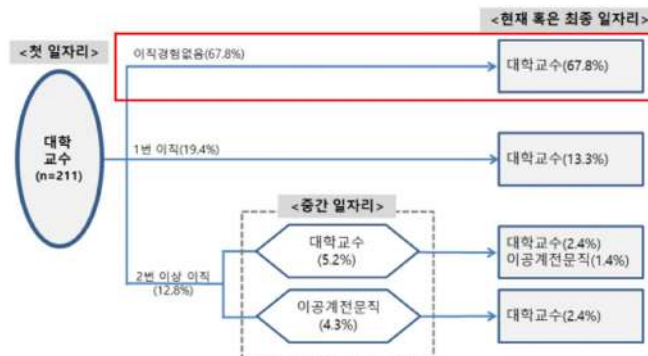 <현재 혹은 최종 일자리>
<첫 일자리>
이직경험없음(67.8%)
대학교수(67.8%)
대학
교수
(n=211)
1번 이직(19.4%)
대학교수(13.3%)
<중간 일자리>
대학교수
(5.2%)
대학교수(2.4%)
이공계전문직(1.4%)
2번 이상 이직
(12.8%)
이공계전문직
(4.3%)
대학교수(2.4%)